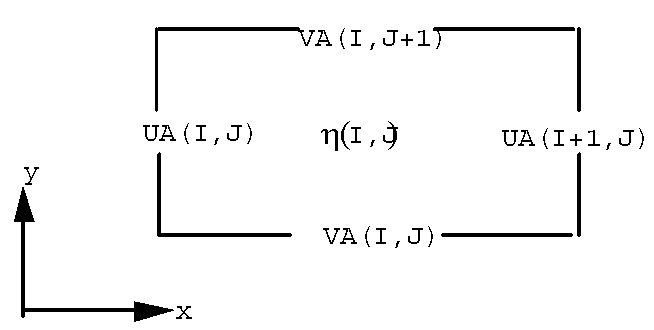 VA(I,J+1)
UA(I,J)
η(I,J)
UA(I+1,J)
y
VA(I,J)
x